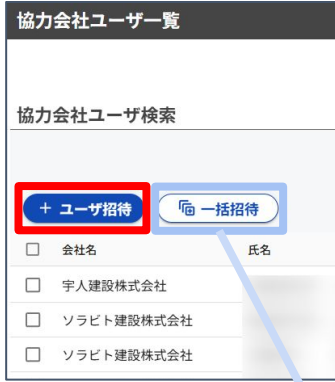 協力会社ユーザ一覧
協力会社ユーザ検索
+ ユーザ招待 一括招待
会社名 氏名
宇人建設株式会社
ソラビト建設株式会社
ソラビト建設株式会社